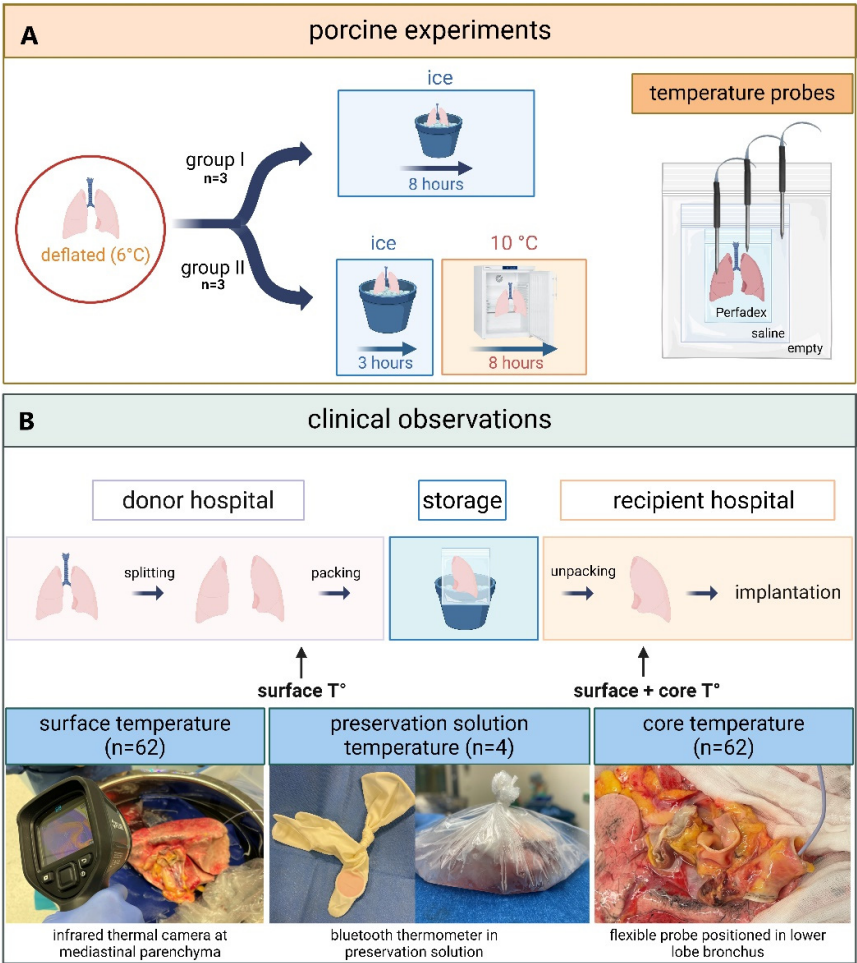 A
porcine experiments
ice
temperature probes
group I
n=3
8 hours
deflated (6°C)
ice
10 °C
group II
n=3
Perfadex
saline
empty
3 hours
8 hours
B
clinical observations
donor hospital
storage
recipient hospital
splitting
packing
unpacking
implantation
surface T°
surface + core T°
surface temperature
(n=62)
preservation solution
temperature (n=4)
core temperature
(n=62)
infrared thermal camera at
mediastinal parenchyma
bluetooth thermometer in
preservation solution
flexible probe positioned in lower
lobe bronchus